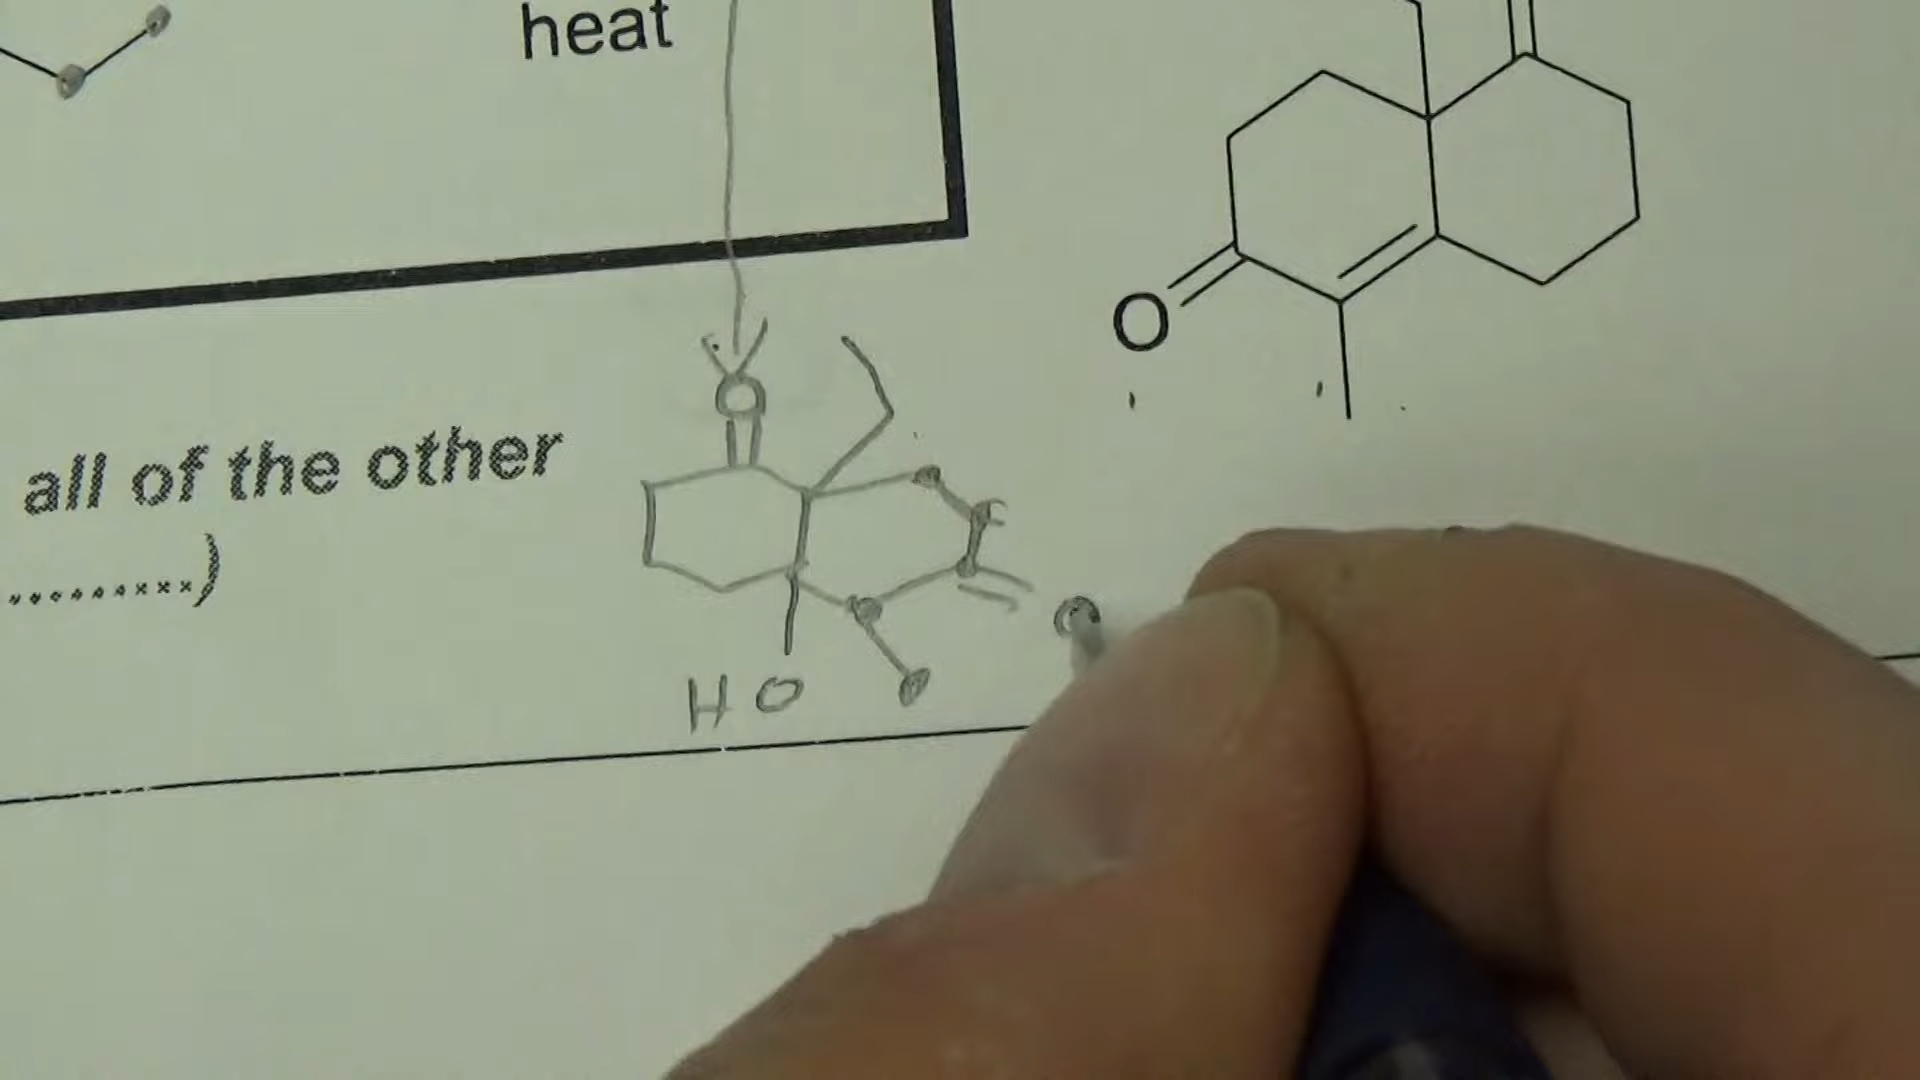 heat
O
all of the other
.........)
O
HO
O